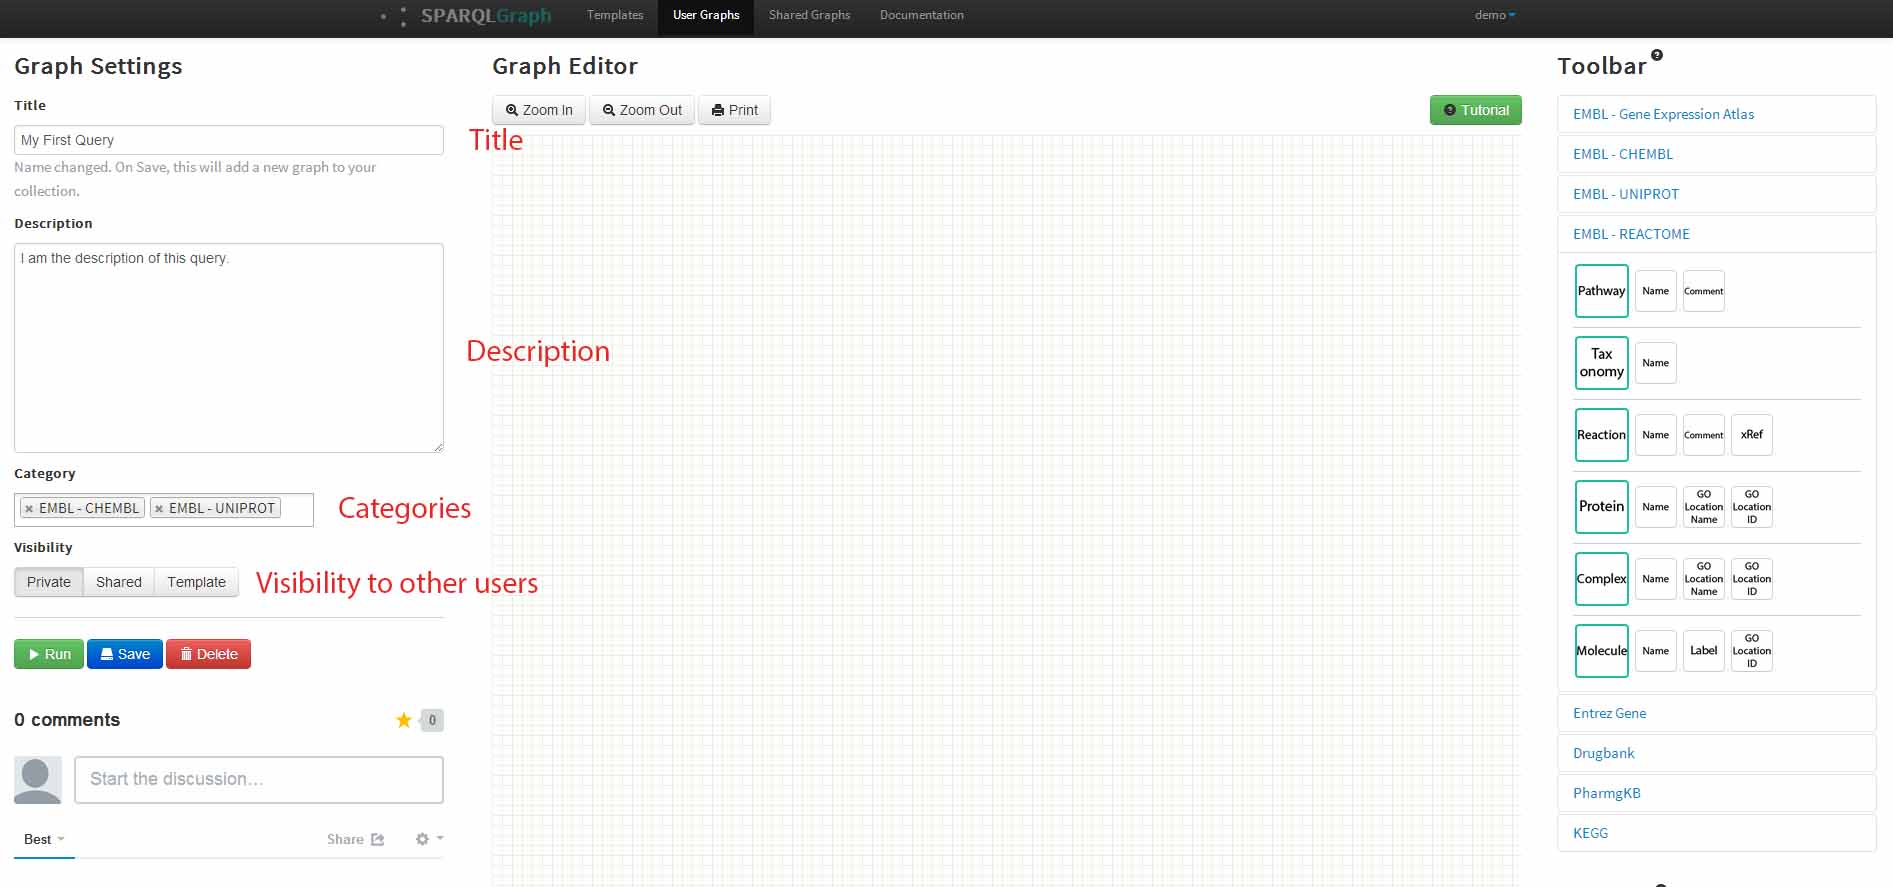 SPARQLGraph
Templates
User Graphs
Shared Graphs
Documentation
demo
Graph Settings
Title
My First Query
Title
Name changed. On Save, this will add a new graph to your
collection.
Description
I am the description of this query.
Description
Category
× EMBL - CHEMBL × EMBL - UNIPROT
Categories
Visibility
Private Shared Template
Visibility to other users
Run Save Delete
0 comments
0
Start the discussion...
Best
Share
Graph Editor
Zoom In Zoom Out Print
Tutorial
Toolbar
EMBL - Gene Expression Atlas
EMBL - CHEMBL
EMBL - UNIPROT
EMBL - REACTOME
Pathway Name Comment
Tax
onomy
Name
Reaction Name Comment xRef
Protein
Name
GO
Location
Name
GO
Location
ID
Complex
Name
GO
Location
Name
GO
Location
ID
Molecule
Name
Label
GO
Location
ID
Entrez Gene
Drugbank
PharmgKB
KEGG